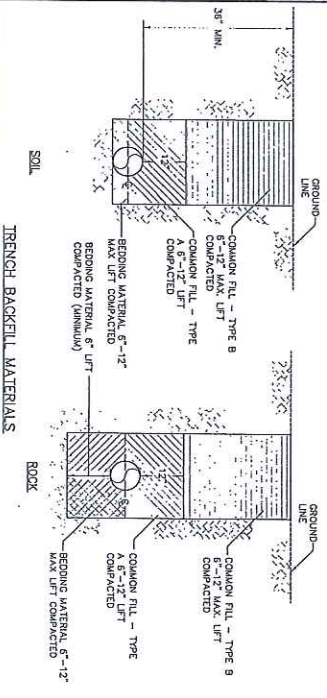 36" MIN.
GROUND
LINE
COMMON FILL – TYPE B
6"-12" MAX. LIFT
COMPACTED
12"
COMMON FILL – TYPE
A 6"-12" LIFT
COMPACTED
6"
BEDDING MATERIAL 6"-12"
MAX LIFT COMPACTED
SOIL
GROUND
LINE
COMMON FILL – TYPE B
6"-12" MAX. LIFT
COMPACTED
12"
COMMON FILL – TYPE
A 6"-12" LIFT
COMPACTED
6"
BEDDING MATERIAL 6" LIFT
COMPACTED (MINIMUM)
BEDDING MATERIAL 6"-12"
MAX LIFT COMPACTED
ROCK
TRENCH BACKFILL MATERIALS